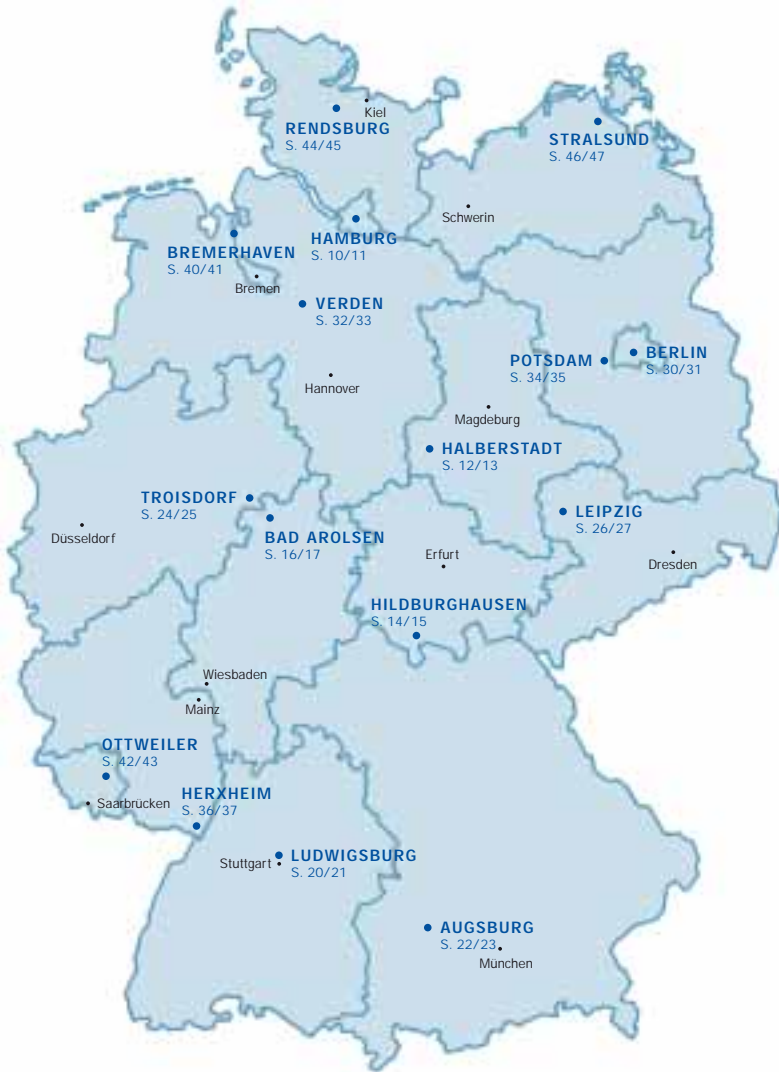 Kiel
RENDSBURG
S. 44/45
STRALSUND
S. 46/47
Schwerin
HAMBURG
S. 10/11
BREMERHAVEN
S. 40/41
Bremen
VERDEN
S. 32/33
BERLIN
S. 30/31
POTSDAM
S. 34/35
Hannover
Magdeburg
HALBERSTADT
S. 12/13
TROISDORF
S. 24/25
LEIPZIG
S. 26/27
Düsseldorf
BAD AROLSEN
S. 16/17
Erfurt
Dresden
HILDBURGHAUSEN
S. 14/15
Wiesbaden
Mainz
OTTWEILER
S. 42/43
HERXHEIM
S. 36/37
Saarbrücken
LUDWIGSBURG
S. 20/21
Stuttgart
AUGSBURG
S. 22/23
München